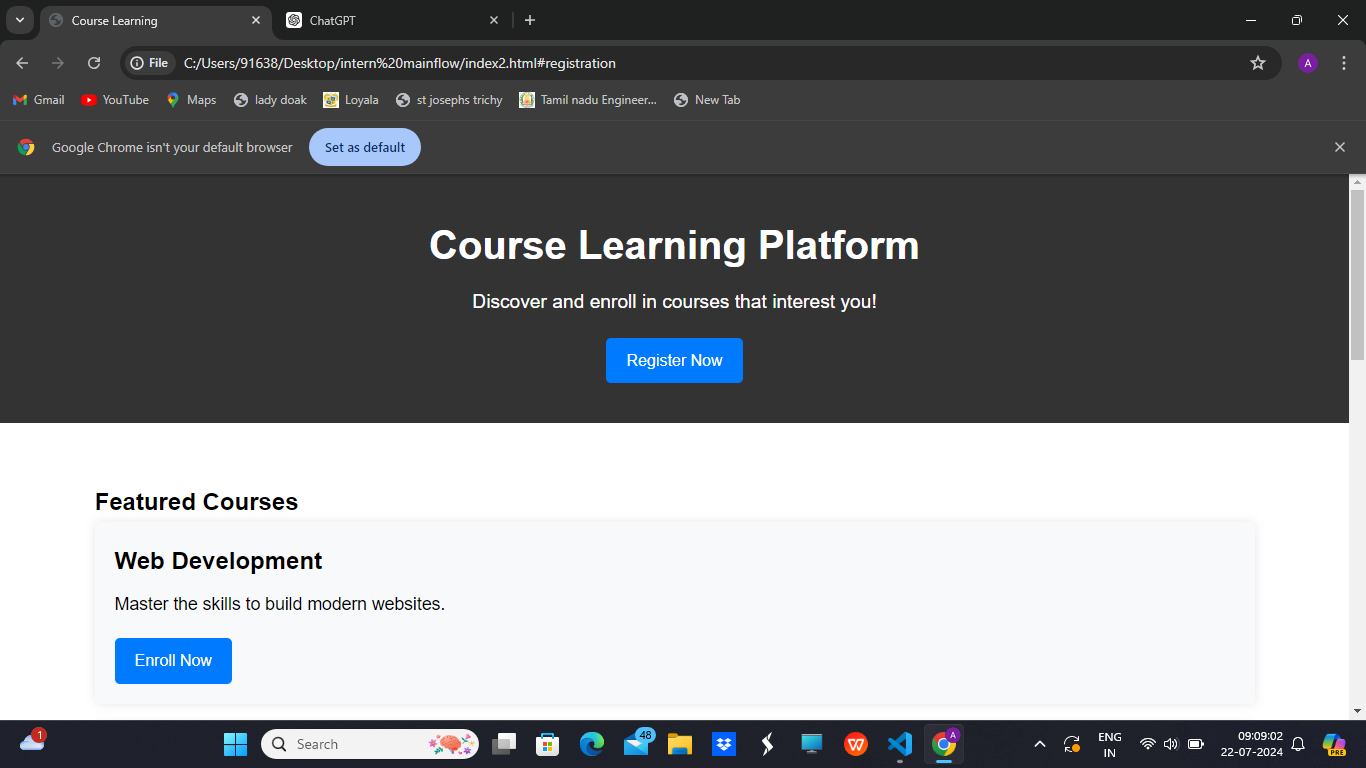 Course Learning
ChatGPT
File
C:/Users/91638/Desktop/intern%20mainflow/index2.html#registration
A
Gmail
YouTube
Maps
lady doak
Loyala
st josephs trichy
Tamil nadu Engineer...
New Tab
Google Chrome isn't your default browser
Set as default
Course Learning Platform
Discover and enroll in courses that interest you!
Register Now
Featured Courses
Web Development
Master the skills to build modern websites.
Enroll Now
1
Search
48
W
A
ENG
IN
09:09:02
22-07-2024
PRE